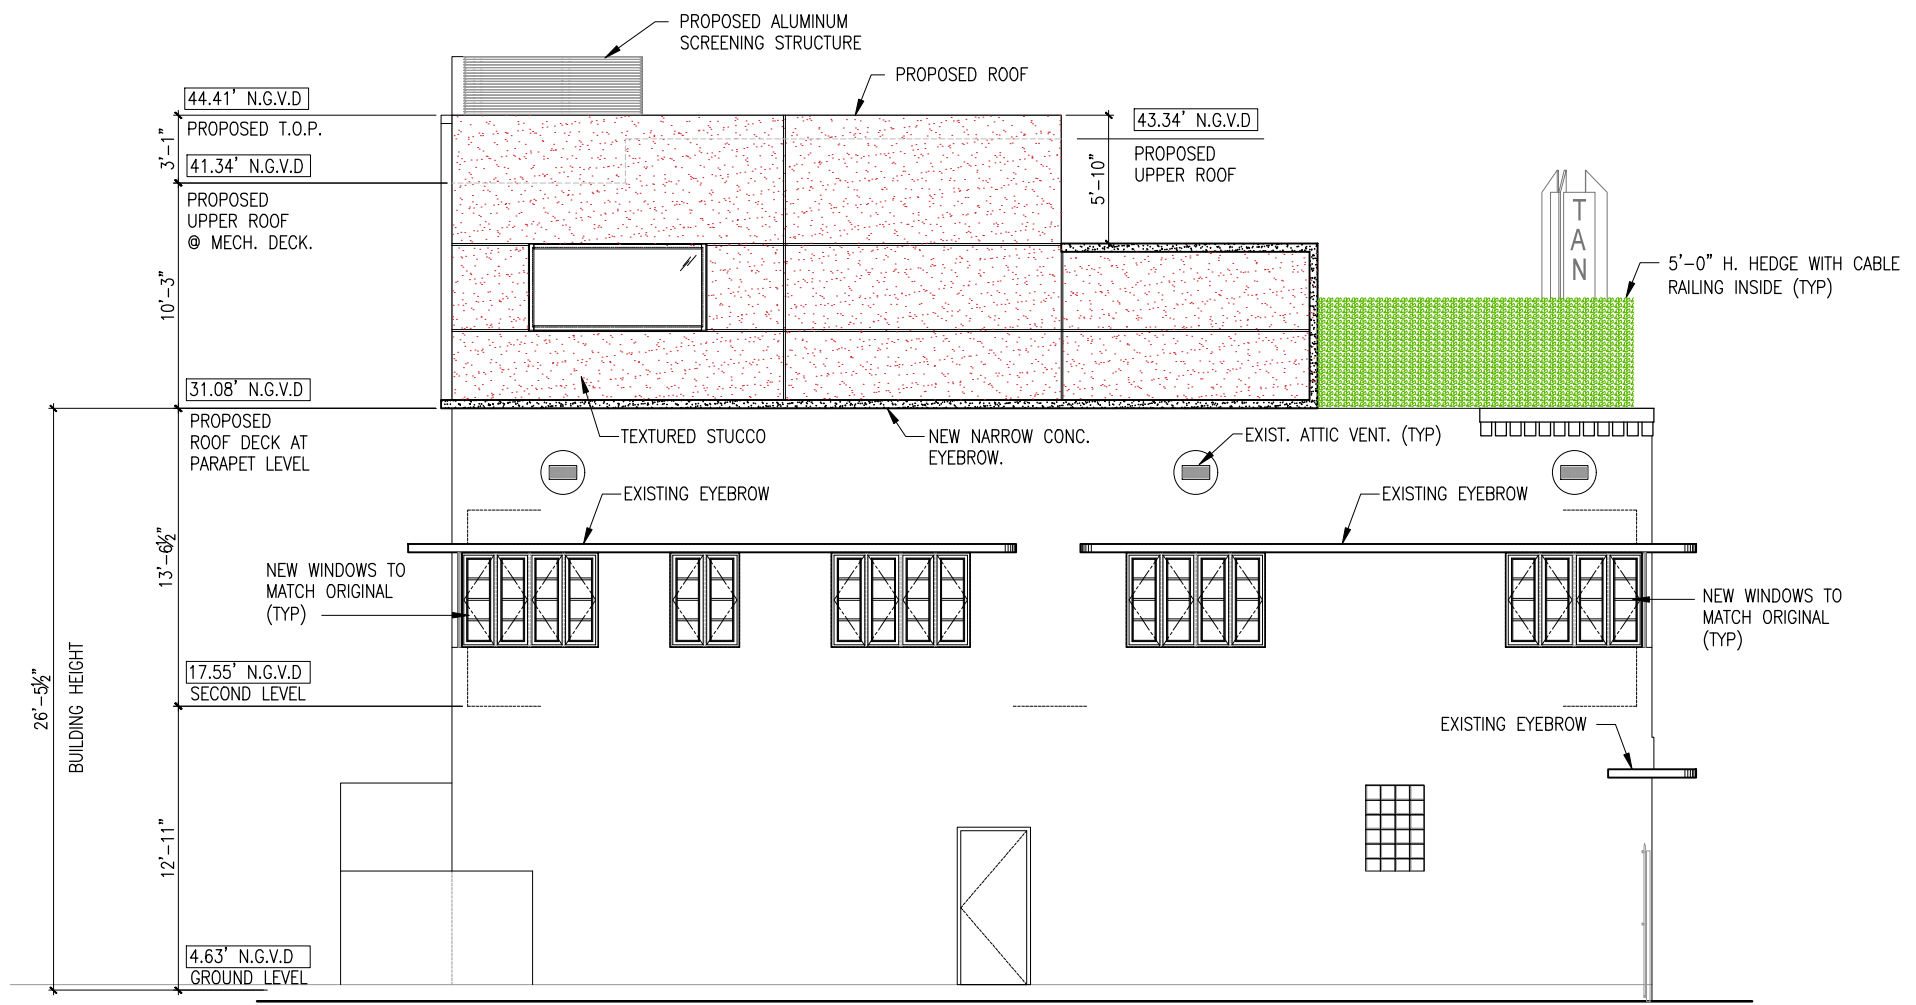 PROPOSED ALUMINUM
SCREENING STRUCTURE
PROPOSED ROOF
44.41' N.G.V.D
PROPOSED T.O.P.
3'-1"
41.34' N.G.V.D
PROPOSED
UPPER ROOF
@ MECH. DECK.
43.34' N.G.V.D
PROPOSED
UPPER ROOF
5'-10"
T
A
N
5'-0" H. HEDGE WITH CABLE
RAILING INSIDE (TYP)
10'-3"
31.08' N.G.V.D
PROPOSED
ROOF DECK AT
PARAPET LEVEL
TEXTURED STUCCO
NEW NARROW CONC.
EYEBROW.
EXIST. ATTIC VENT. (TYP)
EXISTING EYEBROW
EXISTING EYEBROW
13'-6½"
NEW WINDOWS TO
MATCH ORIGINAL
(TYP)
NEW WINDOWS TO
MATCH ORIGINAL
(TYP)
17.55' N.G.V.D
SECOND LEVEL
26'-5½"
BUILDING HEIGHT
EXISTING EYEBROW
12'-11"
4.63' N.G.V.D
GROUND LEVEL